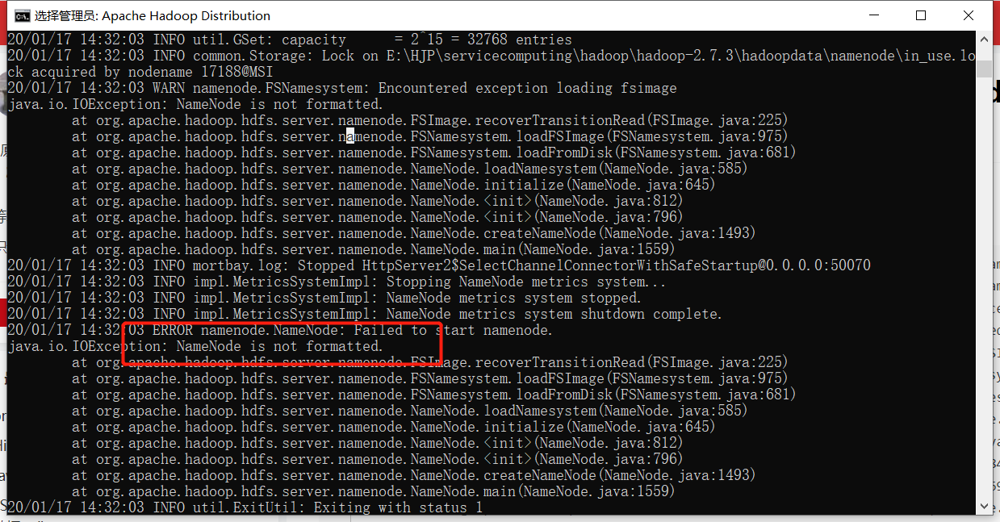 选择管理员: Apache Hadoop Distribution
20/01/17 14:32:03 INFO util.GSet: capacity      = 2^15 = 32768 entries
20/01/17 14:32:03 INFO common.Storage: Lock on E:\HJP\servicecomputing\hadoop\hadoop-2.7.3\hadoopdata\namenode\in_use.lo
ck acquired by nodename 17188@MSI
20/01/17 14:32:03 WARN namenode.FSNamesystem: Encountered exception loading fsimage
java.io.IOException: NameNode is not formatted.
        at org.apache.hadoop.hdfs.server.namenode.FSImage.recoverTransitionRead(FSImage.java:225)
        at org.apache.hadoop.hdfs.server.namenode.FSNamesystem.loadFSImage(FSNamesystem.java:975)
        at org.apache.hadoop.hdfs.server.namenode.FSNamesystem.loadFromDisk(FSNamesystem.java:681)
        at org.apache.hadoop.hdfs.server.namenode.NameNode.loadNamesystem(NameNode.java:585)
        at org.apache.hadoop.hdfs.server.namenode.NameNode.initialize(NameNode.java:645)
        at org.apache.hadoop.hdfs.server.namenode.NameNode.<init>(NameNode.java:812)
        at org.apache.hadoop.hdfs.server.namenode.NameNode.<init>(NameNode.java:796)
        at org.apache.hadoop.hdfs.server.namenode.NameNode.createNameNode(NameNode.java:1493)
        at org.apache.hadoop.hdfs.server.namenode.NameNode.main(NameNode.java:1559)
20/01/17 14:32:03 INFO mortbay.log: Stopped HttpServer2$SelectChannelConnectorWithSafeStartup@0.0.0.0:50070
20/01/17 14:32:03 INFO impl.MetricsSystemImpl: Stopping NameNode metrics system...
20/01/17 14:32:03 INFO impl.MetricsSystemImpl: NameNode metrics system stopped.
20/01/17 14:32:03 INFO impl.MetricsSystemImpl: NameNode metrics system shutdown complete.
20/01/17 14:32:03 ERROR namenode.NameNode: Failed to start namenode.
java.io.IOException: NameNode is not formatted.
        at org.apache.hadoop.hdfs.server.namenode.FSImage.recoverTransitionRead(FSImage.java:225)
        at org.apache.hadoop.hdfs.server.namenode.FSNamesystem.loadFSImage(FSNamesystem.java:975)
        at org.apache.hadoop.hdfs.server.namenode.FSNamesystem.loadFromDisk(FSNamesystem.java:681)
        at org.apache.hadoop.hdfs.server.namenode.NameNode.loadNamesystem(NameNode.java:585)
        at org.apache.hadoop.hdfs.server.namenode.NameNode.initialize(NameNode.java:645)
        at org.apache.hadoop.hdfs.server.namenode.NameNode.<init>(NameNode.java:812)
        at org.apache.hadoop.hdfs.server.namenode.NameNode.<init>(NameNode.java:796)
        at org.apache.hadoop.hdfs.server.namenode.NameNode.createNameNode(NameNode.java:1493)
        at org.apache.hadoop.hdfs.server.namenode.NameNode.main(NameNode.java:1559)
20/01/17 14:32:03 INFO util.ExitUtil: Exiting with status 1